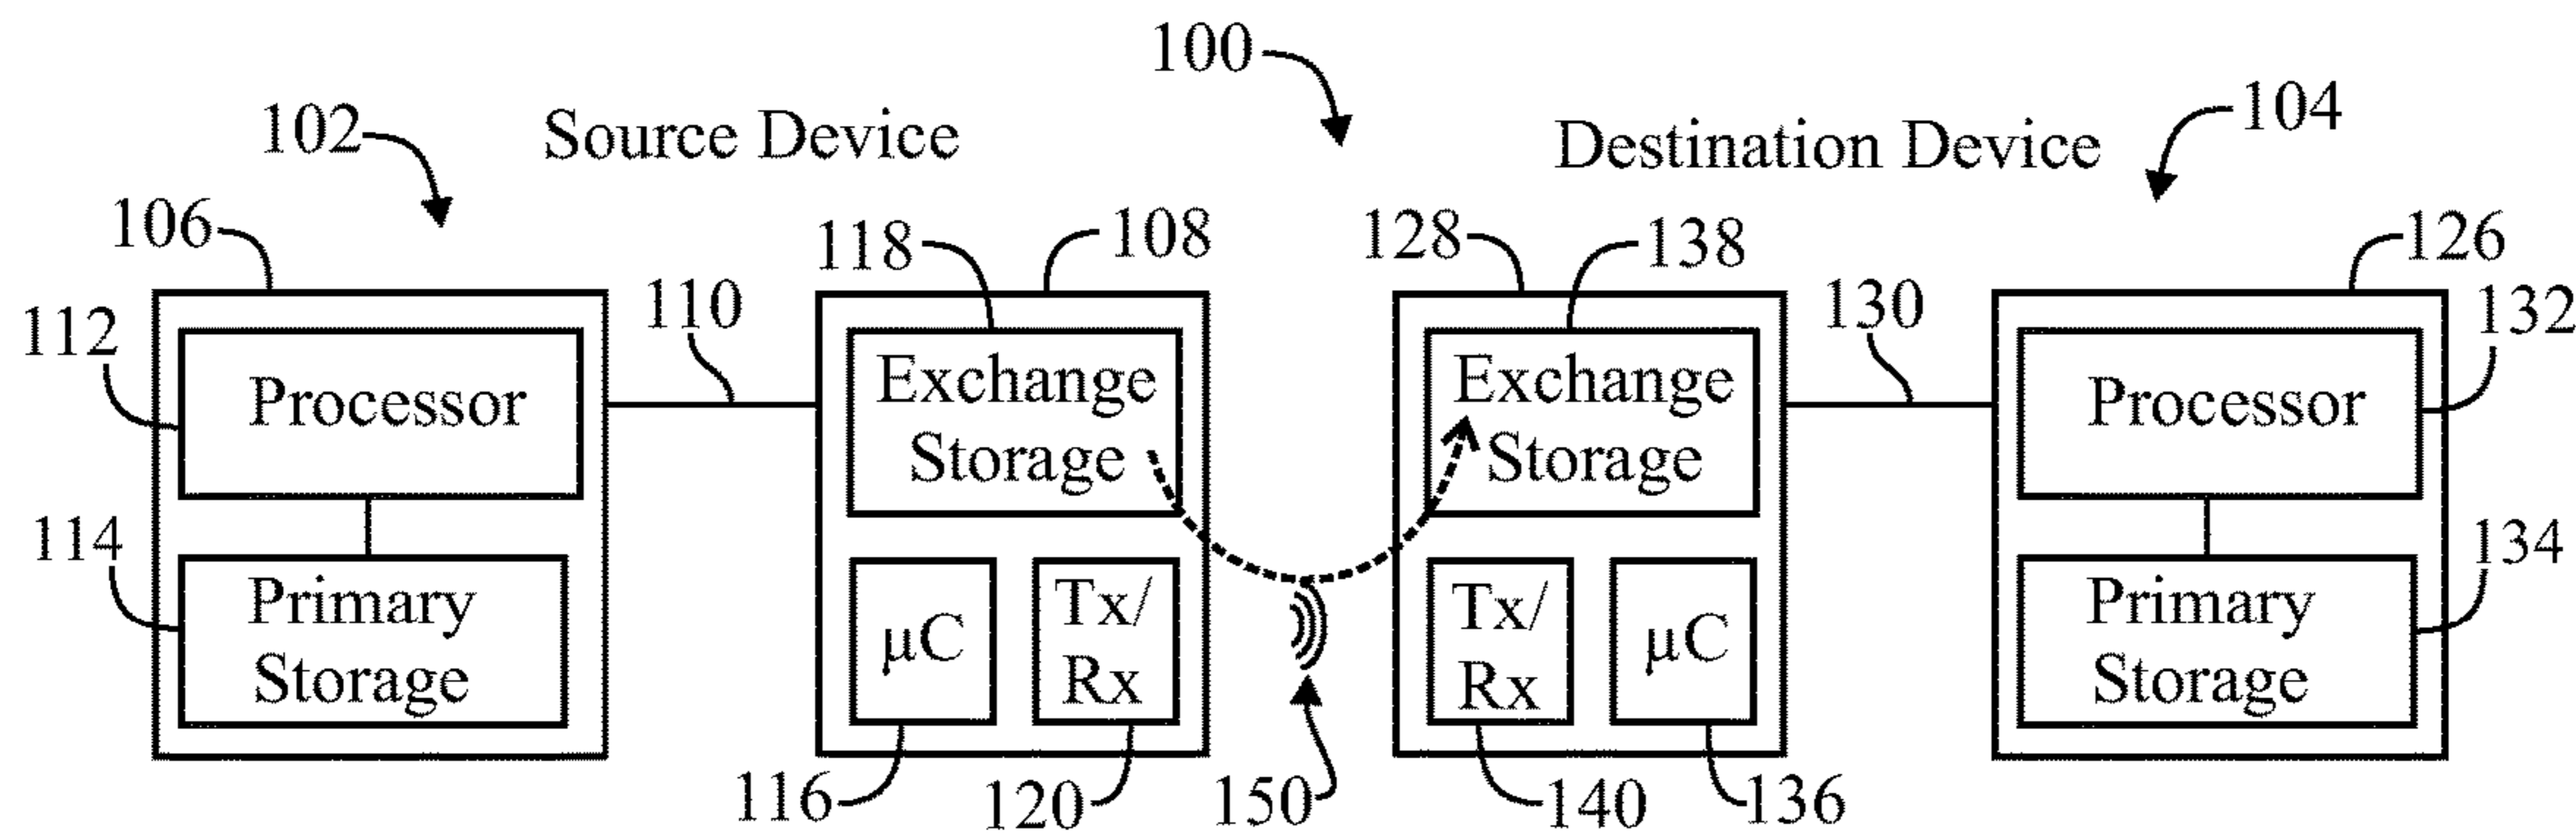 100
102
Source Device
Destination Device
104
106
118
108
128
138
126
112
110
130
132
Processor
Exchange
Storage
Exchange
Storage
Processor
114
134
Primary
Storage
μC
Tx/
Rx
Tx/
Rx
μC
Primary
Storage
116
120
150
140
136